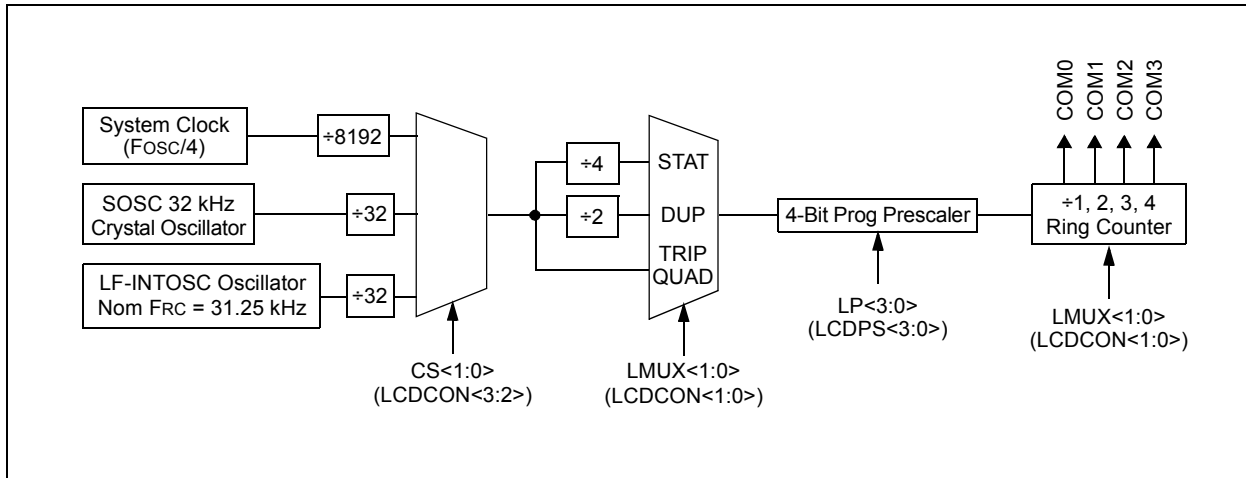 System Clock
(FOSC/4)
÷8192
SOSC 32 kHz
Crystal Oscillator
÷32
LF-INTOSC Oscillator
Nom FRC = 31.25 kHz
÷32
CS<1:0>
(LCDCON<3:2>)
÷4
÷2
STAT
DUP
TRIP
QUAD
LMUX<1:0>
(LCDCON<1:0>)
4-Bit Prog Prescaler
LP<3:0>
(LCDPS<3:0>)
COM0
COM1
COM2
COM3
÷1, 2, 3, 4
Ring Counter
LMUX<1:0>
(LCDCON<1:0>)